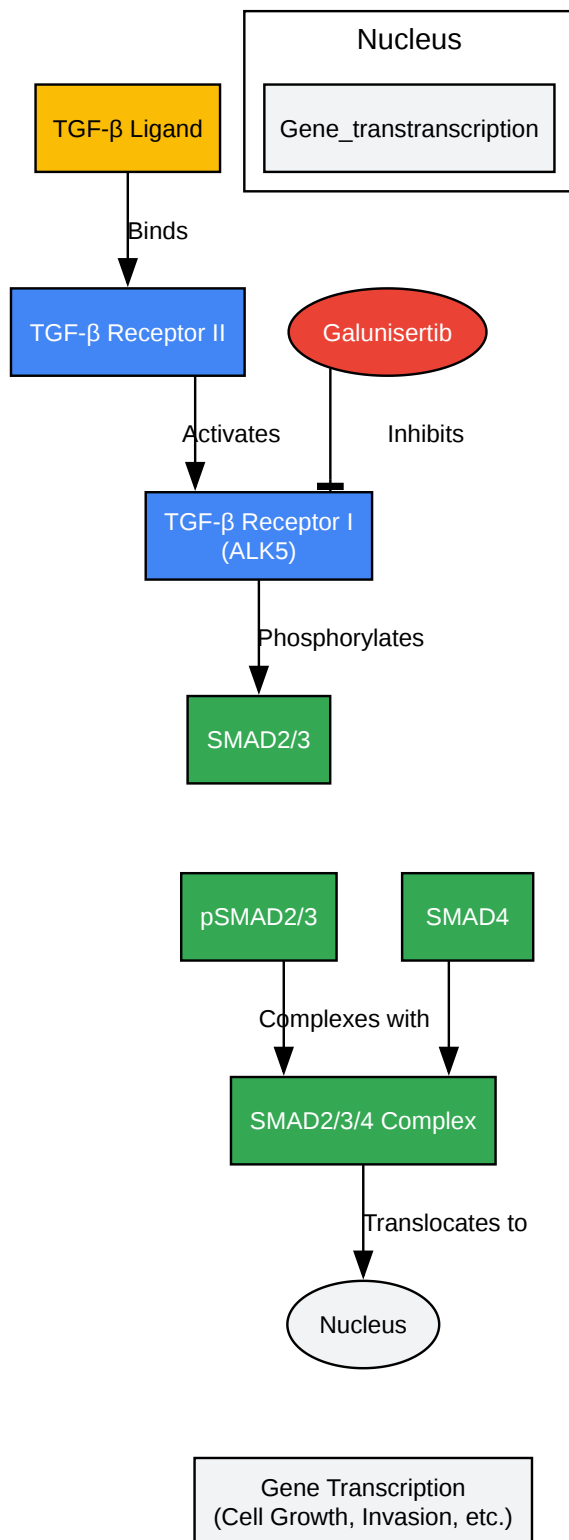 Nucleus
TGF-β Ligand
Gene_transtranscription
Binds
TGF-β Receptor II
Galunisertib
Activates
Inhibits
TGF-β Receptor I
(ALK5)
Phosphorylates
SMAD2/3
pSMAD2/3
SMAD4
Complexes with
SMAD2/3/4 Complex
Translocates to
Nucleus
Gene Transcription
(Cell Growth, Invasion, etc.)